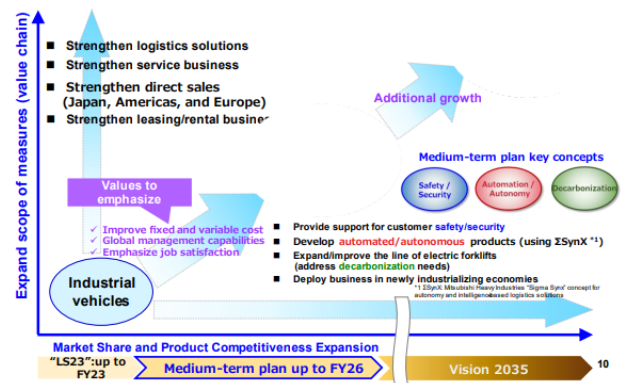 Expand scope of measures (value chain)
■ Strengthen logistics solutions
■ Strengthen service business
■ Strengthen direct sales
(Japan, Americas, and Europe)
■ Strengthen leasing/rental
Additional growth
Medium-term plan key concepts
Safety /
Security
Automation /
Autonomy
Decarbonization
Values to
emphasize
✓ Improve fixed and variable cost
✓ Global management capabilities
✓ Emphasize job satisfaction
Industrial
vehicles
■ Provide support for customer safety/security
■ Develop automated/autonomous products (using ΣSynX *1)
■ Expand/improve the line of electric forklifts
(address decarbonization needs)
■ Deploy business in newly industrializing economies
*1 ΣSynX: Mitsubishi Heavy Industries "Sigma Synx" concept for
autonomy and intelligence-based logistics solutions
Market Share and Product Competitiveness Expansion
"LS23":up to
FY23
Medium-term plan up to FY26
Vision 2035
10